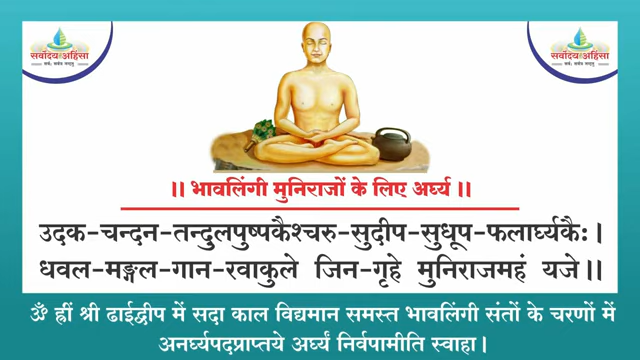 सर्वोदय अहिंसा
सर्वोदय अहिंसा
।। भावलिंगी मुनिराजों के लिए अर्घ्य ।।
उदक-चन्दन-तन्दुलपुष्पकैश्चरु-सुदीप-सुधूप-फलार्घ्यकैः।
धवल-मङ्गल-गान-रवाकुले जिन-गृहे मुनिराजमहं यजे।।
ॐ ह्रीं श्री ढाईद्वीप में सदा काल विद्यमान समस्त भावलिंगी संतों के चरणों में
अनर्घ्यपदप्राप्तये अर्घ्यं निर्वपामीति स्वाहा।